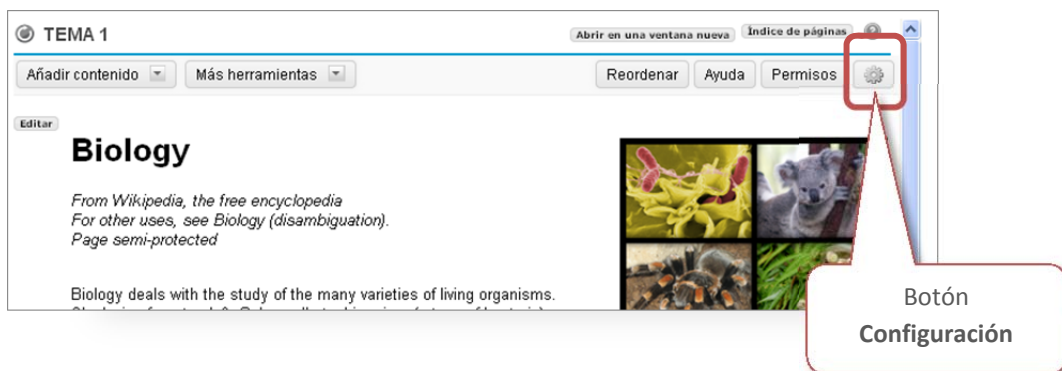 TEMA 1
Abrir en una ventana nueva
Índice de páginas
?
Añadir contenido
Más herramientas
Reordenar
Ayuda
Permisos
Editar
Biology
From Wikipedia, the free encyclopedia
For other uses, see Biology (disambiguation).
Page semi-protected
Biology deals with the study of the many varieties of living organisms.
Botón
Configuración